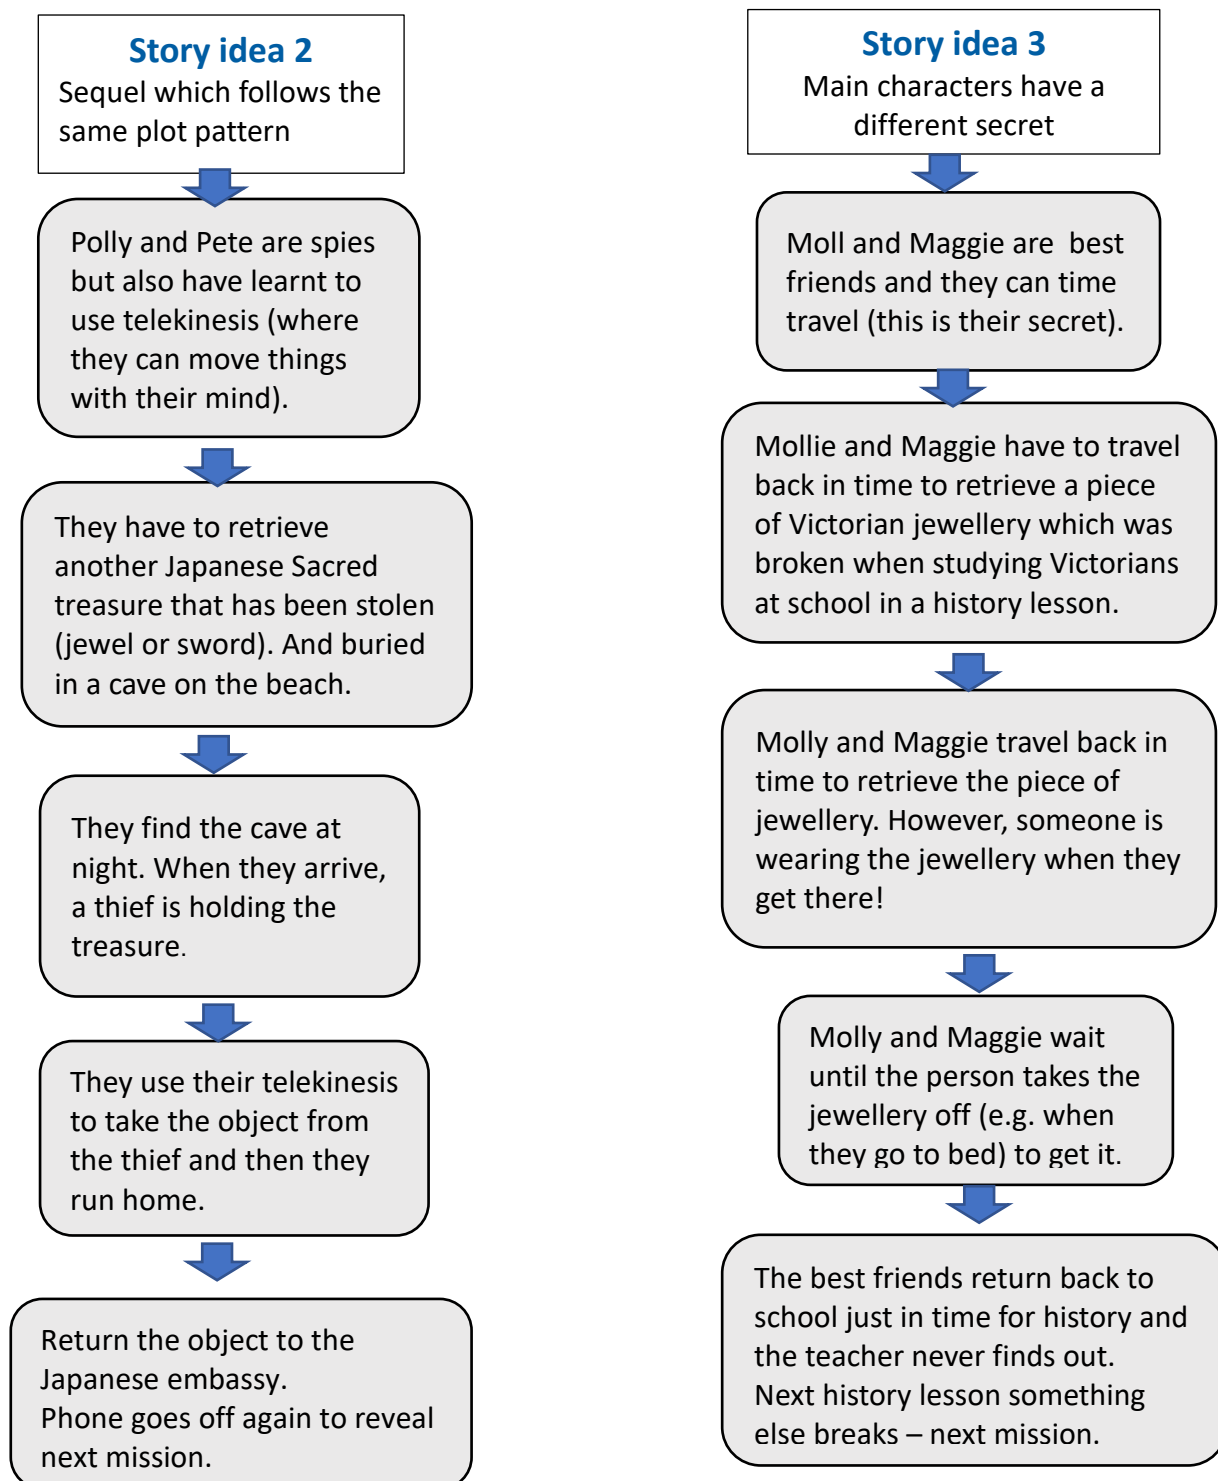 Story idea 2
Sequel which follows the
same plot pattern
Polly and Pete are spies
but also have learnt to
use telekinesis (where
they can move things
with their mind).
They have to retrieve
another Japanese Sacred
treasure that has been stolen
(jewel or sword). And buried
in a cave on the beach.
They find the cave at
night. When they arrive,
a thief is holding the
treasure.
They use their telekinesis
to take the object from
the thief and then they
run home.
Return the object to the
Japanese embassy.
Phone goes off again to reveal
next mission.
Story idea 3
Main characters have a
different secret
Moll and Maggie are  best
friends and they can time
travel (this is their secret).
Mollie and Maggie have to travel
back in time to retrieve a piece
of Victorian jewellery which was
broken when studying Victorians
at school in a history lesson.
Molly and Maggie travel back in
time to retrieve the piece of
jewellery. However, someone is
wearing the jewellery when they
get there!
Molly and Maggie wait
until the person takes the
jewellery off (e.g. when
they go to bed) to get it.
The best friends return back to
school just in time for history and
the teacher never finds out.
Next history lesson something
else breaks – next mission.